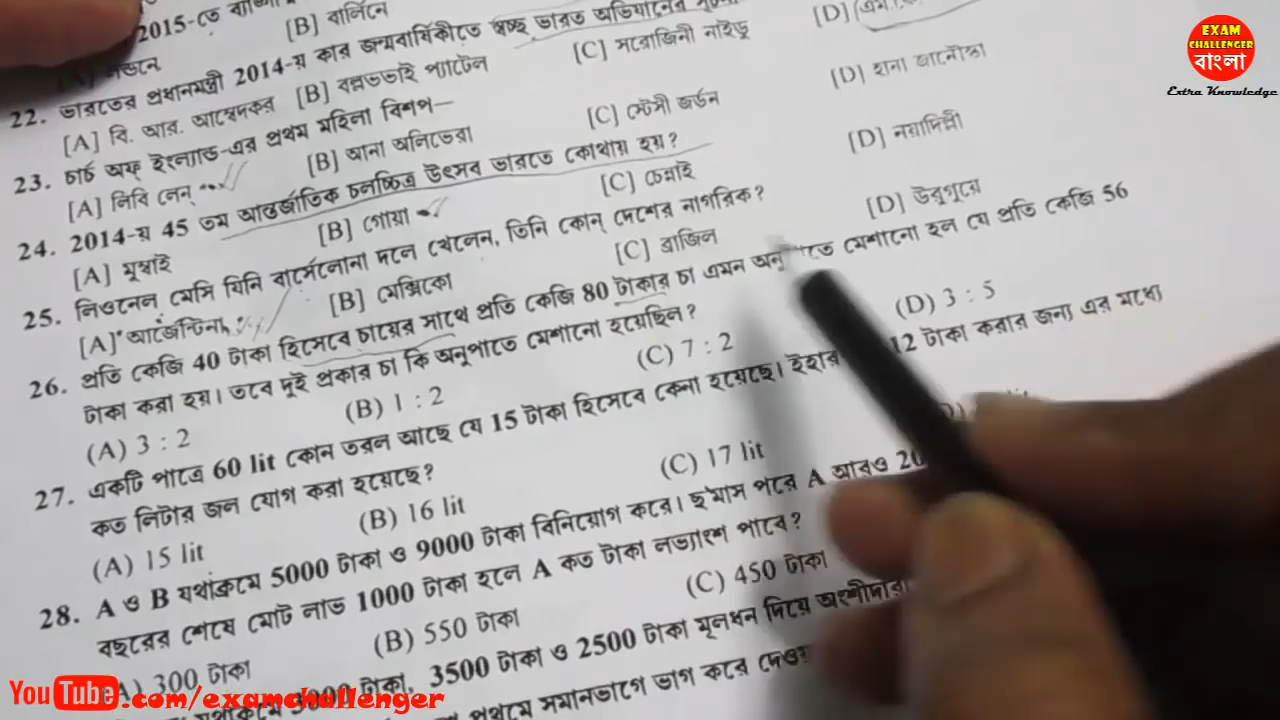 2015-তে
[B] বার্লিনে
[A] লন্ডনে
22. ভারতের প্রধানমন্ত্রী 2014-য় কার জন্মবার্ষিকীতে স্বচ্ছ ভারত অভিযানের
[A] বি. আর. আম্বেদকর [B] বল্লভভাই প্যাটেল [C] সরোজিনী নাইডু [D]
23. চার্চ অফ্ ইংল্যান্ড-এর প্রথম মহিলা বিশপ—
[A] লিবি লেন্ [B] আনা অলিভেরা [C] স্টেসী জর্ডন [D] হানা জানৌস্কা
24. 2014-য় 45 তম আন্তর্জাতিক চলচ্চিত্র উৎসব ভারতে কোথায় হয়?
[A] মুম্বাই [B] গোয়া [C] চেন্নাই [D] নয়াদিল্লী
25. লিওনেল মেসি যিনি বার্সেলোনা দলে খেলেন, তিনি কোন্ দেশের নাগরিক?
[A] আর্জেন্টিনা [B] মেক্সিকো [C] ব্রাজিল [D] উরুগুয়ে
26. প্রতি কেজি 40 টাকা হিসেবে চায়ের সাথে প্রতি কেজি 80 টাকার চা এমন মেশানো হল যে প্রতি কেজি 56
টাকা করা হয়। তবে দুই প্রকার চা কি অনুপাতে মেশানো হয়েছিল?
(A) 3 : 2 (B) 1 : 2 (C) 7 : 2 (D) 3 : 5
27. একটি পাত্রে 60 lit কোন তরল আছে যে 15 টাকা হিসেবে কেনা হয়েছে। ইহার 12 টাকা করার জন্য এর মধ্যে
কত লিটার জল যোগ করা হয়েছে?
(A) 15 lit (B) 16 lit (C) 17 lit
28. A ও B যথাক্রমে 5000 টাকা ও 9000 টাকা বিনিয়োগ করে। ছ'মাস পরে A আরও
বছরের শেষে মোট লাভ 1000 টাকা হলে A কত টাকা লভ্যাংশ পাবে?
(A) 300 টাকা (B) 550 টাকা (C) 450 টাকা
যথাক্রমে 3000 টাকা, 3500 টাকা ও 2500 টাকা মূলধন দিয়ে
প্রথমে সমানভাগে ভাগ করে
EXAM
CHALLENGER
বাংলা
Extra Knowledge
YouTube.com/examchallenger